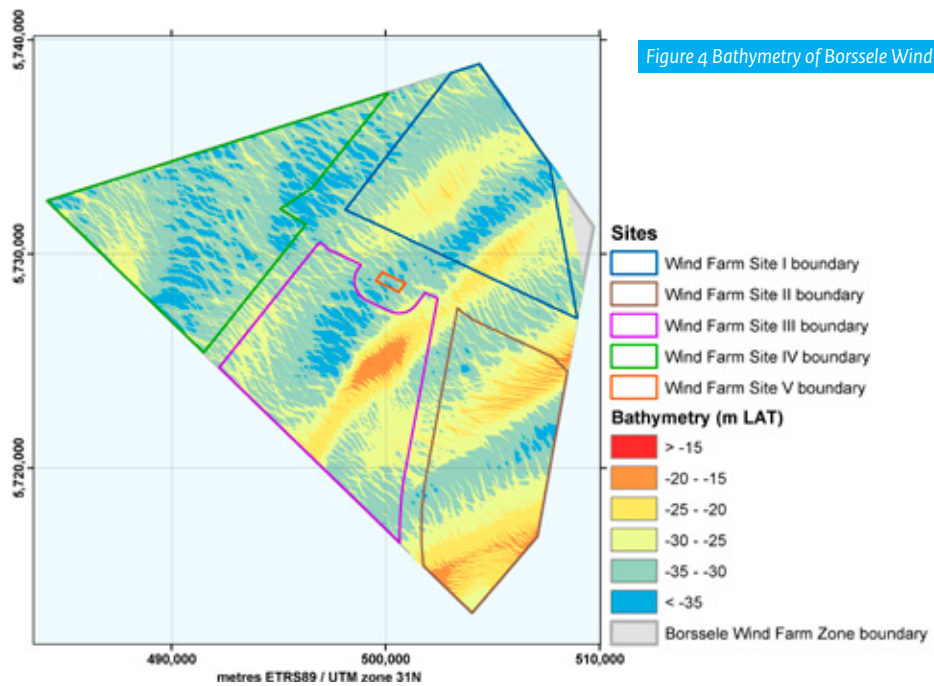 Figure 4 Bathymetry of Borssele Wind
5,740,000
5,730,000
5,720,000
490,000
500,000
510,000
metres ETRS89 / UTM zone 31N
Sites
Wind Farm Site I boundary
Wind Farm Site II boundary
Wind Farm Site III boundary
Wind Farm Site IV boundary
Wind Farm Site V boundary
Bathymetry (m LAT)
> -15
-20 - -15
-25 - -20
-30 - -25
-35 - -30
< -35
Borssele Wind Farm Zone boundary